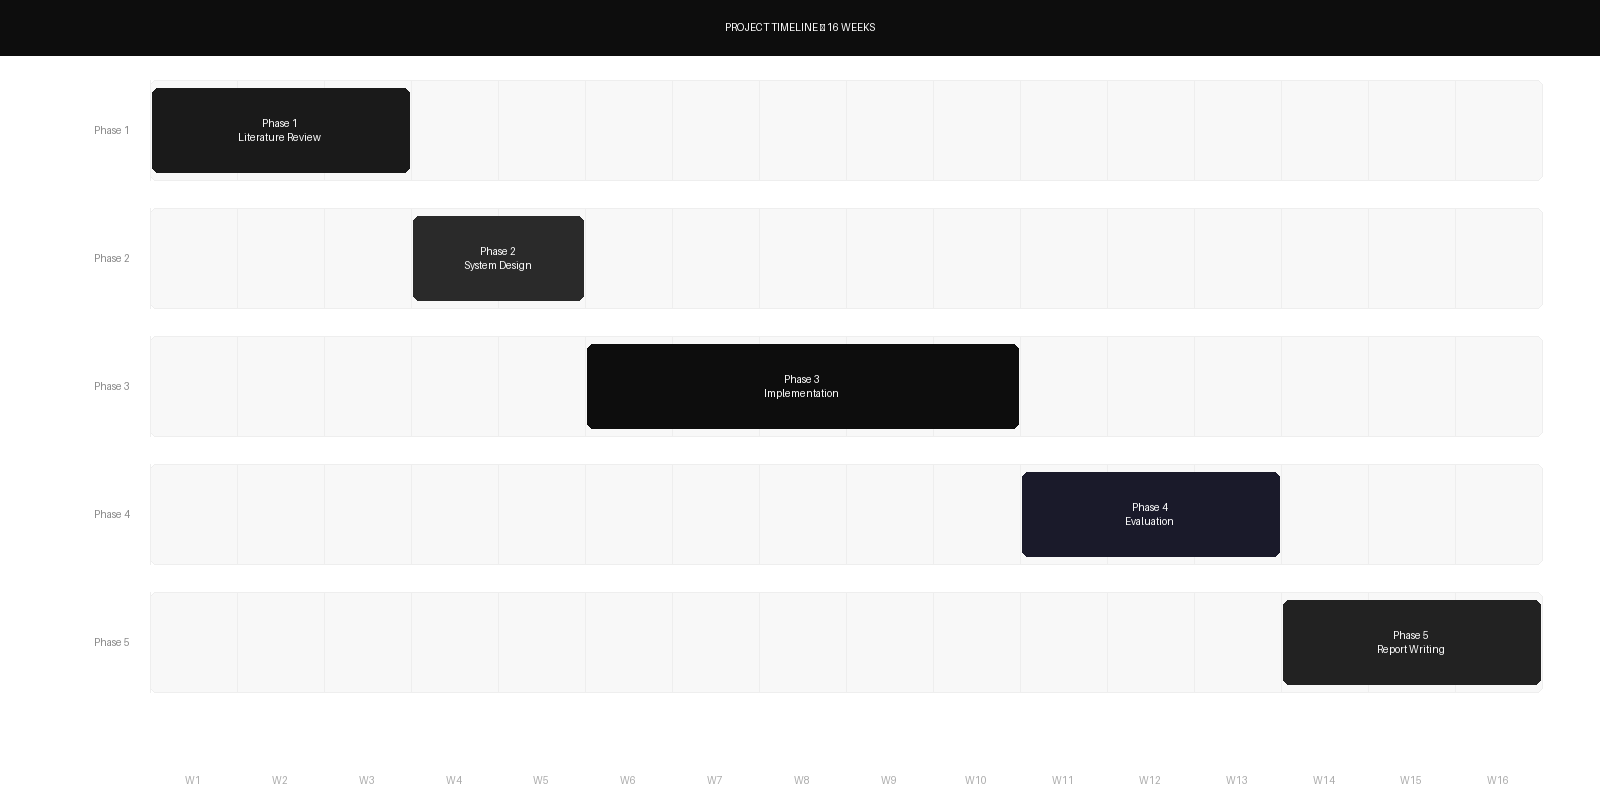 PROJECT TIMELINE▯16 WEEKS
Phase 1
Phase 1
Literature Review
Phase 2
Phase 2
System Design
Phase 3
Phase 3
Implementation
Phase 4
Phase 4
Evaluation
Phase 5
Phase 5
Report Writing
W1 W2 W3 W4 W5 W6 W7 W8 W9 W10 W11 W12 W13 W14 W15 W16